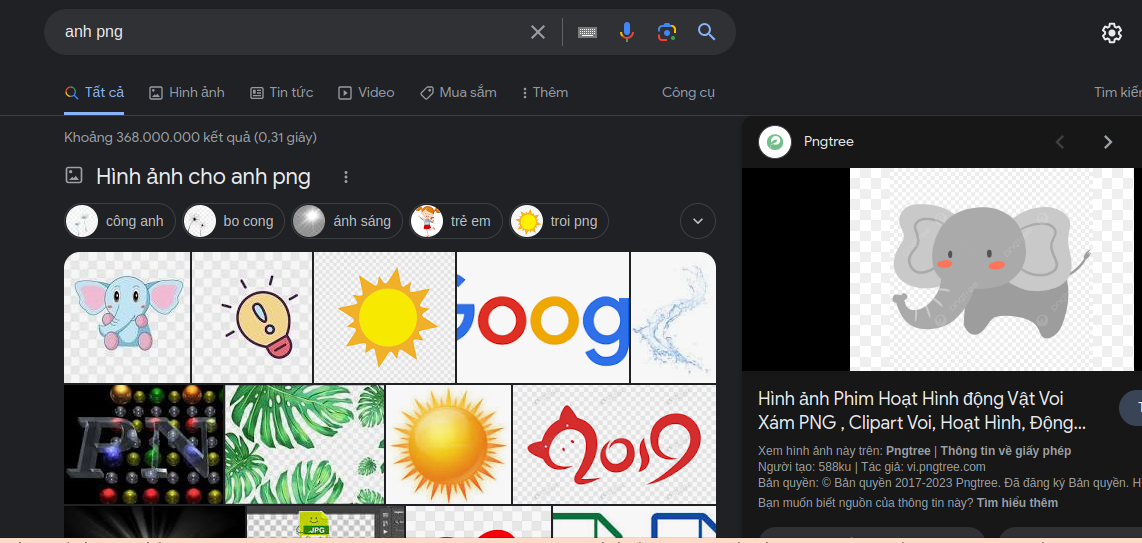 anh png
Tất cả
Hình ảnh
Tin tức
Video
Mua sắm
Thêm
Công cụ
Khoảng 368.000.000 kết quả (0,31 giây)
Hình ảnh cho anh png
công anh
bo cong
ánh sáng
trẻ em
troi png
Goog
2019
.JPG
Pngtree
Hình ảnh Phim Hoạt Hình động Vật Voi
Xám PNG , Clipart Voi, Hoạt Hình, Động...
Xem hình ảnh này trên: Pngtree | Thông tin về giấy phép
Người tạo: 588ku | Tác giả: vi.pngtree.com
Bản quyền: © Bản quyền 2017-2023 Pngtree. Đã đăng ký Bản quyền. H
Bạn muốn biết nguồn của thông tin này? Tìm hiểu thêm